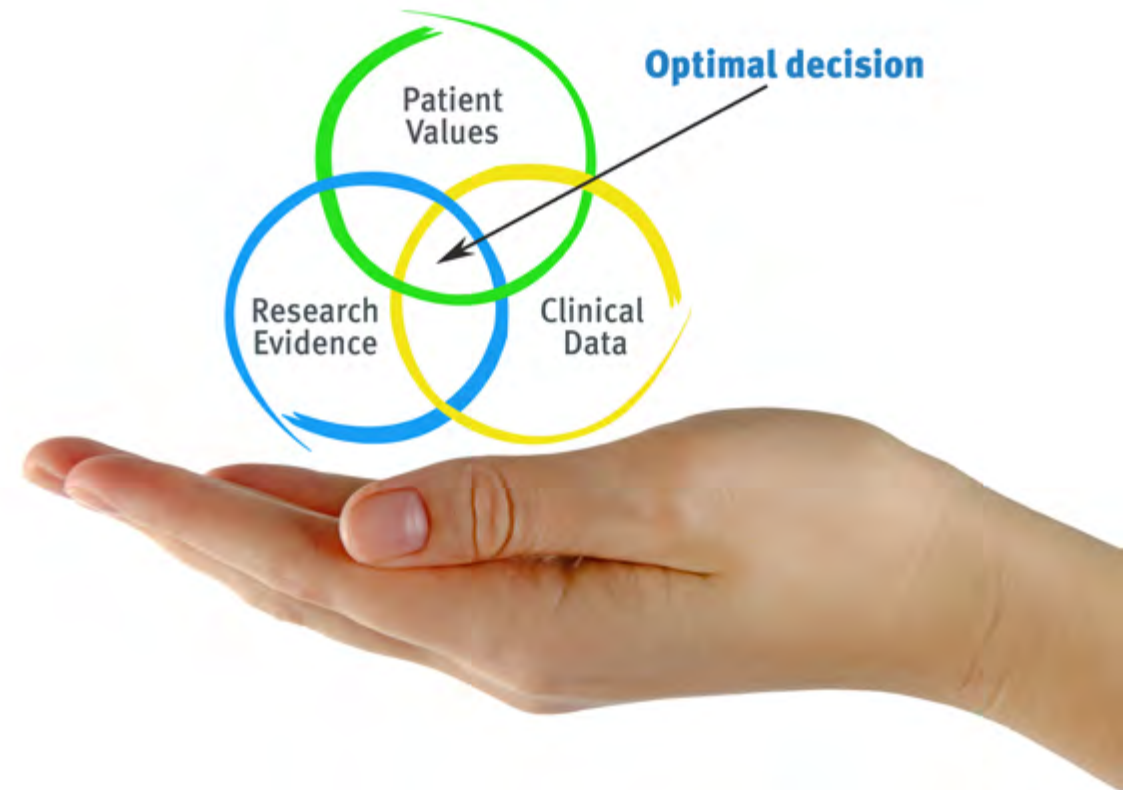 Optimal decision
Patient
Values
Research
Evidence
Clinical
Data